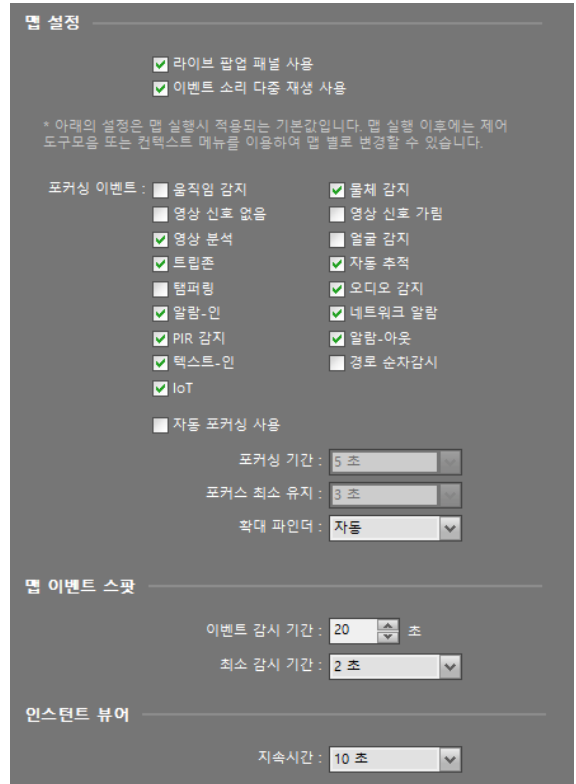 맵 설정
라이브 팝업 패널 사용
이벤트 소리 다중 재생 사용
* 아래의 설정은 맵 실행시 적용되는 기본값입니다. 맵 실행 이후에는 제어
도구모음 또는 컨텍스트 메뉴를 이용하여 맵 별로 변경할 수 있습니다.
포커싱 이벤트 : 움직임 감지 물체 감지
영상 신호 없음 영상 신호 가림
영상 분석 얼굴 감지
트립존 자동 추적
탬퍼링 오디오 감지
알람-인 네트워크 알람
PIR 감지 알람-아웃
텍스트-인 경로 순차감시
IoT
자동 포커싱 사용
포커싱 기간 : 5 초
포커스 최소 유지 : 3 초
확대 파인더 : 자동
맵 이벤트 스팟
이벤트 감시 기간 : 20 초
최소 감시 기간 : 2 초
인스턴트 뷰어
지속시간 : 10 초